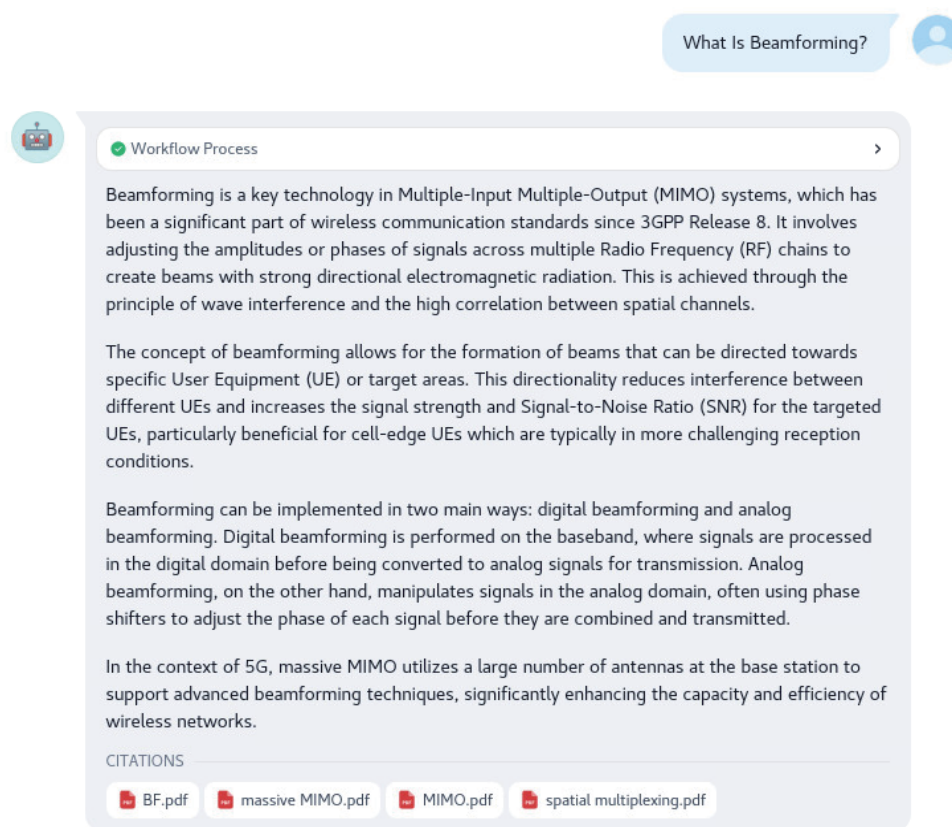 What Is Beamforming?
Workflow Process
Beamforming is a key technology in Multiple-Input Multiple-Output (MIMO) systems, which has
been a significant part of wireless communication standards since 3GPP Release 8. It involves
adjusting the amplitudes or phases of signals across multiple Radio Frequency (RF) chains to
create beams with strong directional electromagnetic radiation. This is achieved through the
principle of wave interference and the high correlation between spatial channels.
The concept of beamforming allows for the formation of beams that can be directed towards
specific User Equipment (UE) or target areas. This directionality reduces interference between
different UEs and increases the signal strength and Signal-to-Noise Ratio (SNR) for the targeted
UEs, particularly beneficial for cell-edge UEs which are typically in more challenging reception
conditions.
Beamforming can be implemented in two main ways: digital beamforming and analog
beamforming. Digital beamforming is performed on the baseband, where signals are processed
in the digital domain before being converted to analog signals for transmission. Analog
beamforming, on the other hand, manipulates signals in the analog domain, often using phase
shifters to adjust the phase of each signal before they are combined and transmitted.
In the context of 5G, massive MIMO utilizes a large number of antennas at the base station to
support advanced beamforming techniques, significantly enhancing the capacity and efficiency of
wireless networks.
CITATIONS
BF.pdf massive MIMO.pdf MIMO.pdf spatial multiplexing.pdf